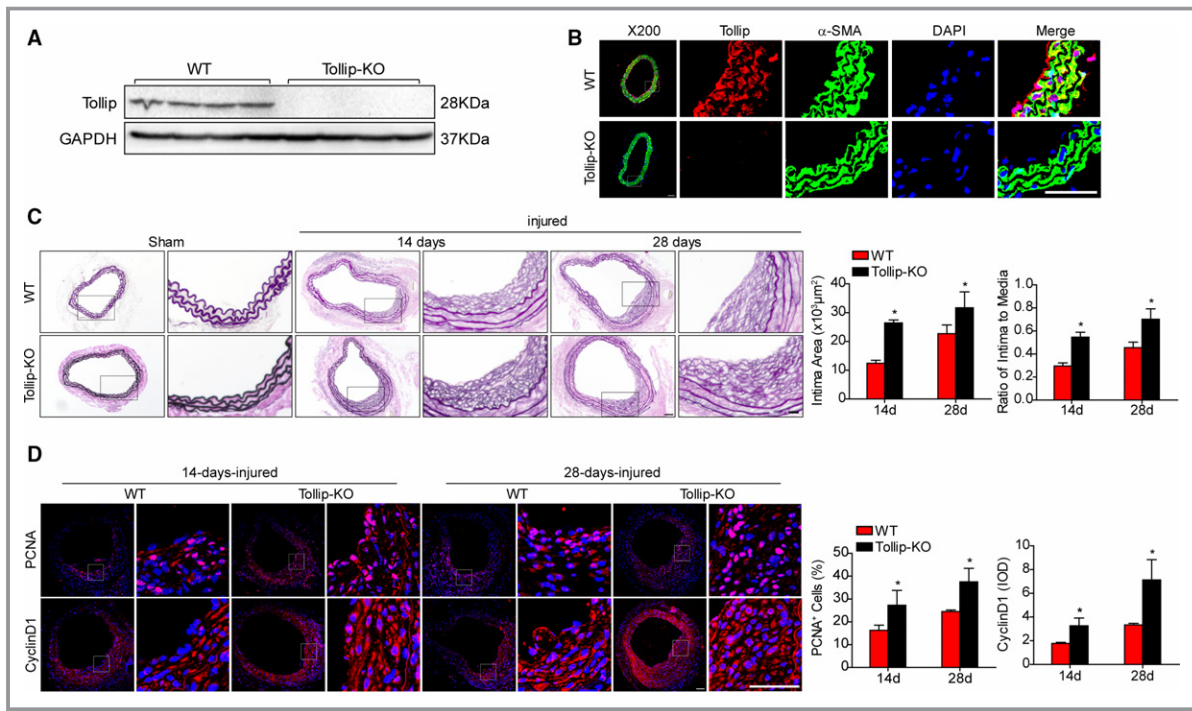 A
WT Tollip-KO
Tollip 28KDa
GAPDH 37KDa
B
X200 Tollip α-SMA DAPI Merge
WT
Tollip-KO
C
injured
Sham 14 days 28 days
WT
Tollip-KO
WT
Tollip-KO
Intima Area (x10³μm²)
40
30
20
10
0
* *
14d 28d
Ratio of Intima to Media
1.0
0.8
0.6
0.4
0.2
0
* *
14d 28d
D
14-days-injured 28-days-injured
WT Tollip-KO WT Tollip-KO
PCNA
CyclinD1
WT
Tollip-KO
PCNA⁺ Cells (%)
50
40
30
20
10
0
* *
14d 28d
CyclinD1 (IOD)
10
8
6
4
2
0
* *
14d 28d